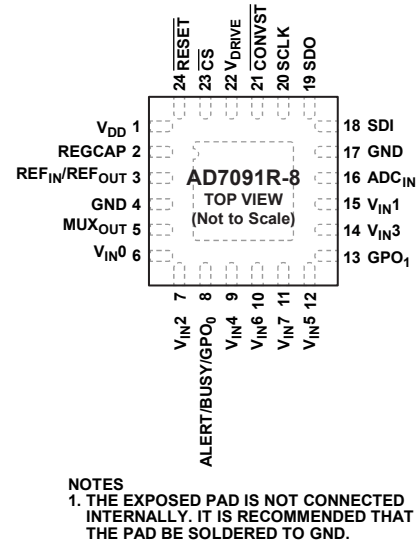 24 RESET
23 CS
22 VDRIVE
21 CONVST
20 SCLK
19 SDO
VDD 1
REGCAP 2
REFIN/REFOUT 3
GND 4
MUXOUT 5
VIN0 6
18 SDI
17 GND
16 ADCIN
15 VIN1
14 VIN3
13 GPO1
AD7091R-8
TOP VIEW
(Not to Scale)
VIN2 7
ALERT/BUSY/GPO0 8
VIN4 9
VIN6 10
VIN7 11
VIN5 12
NOTES
1. THE EXPOSED PAD IS NOT CONNECTED
INTERNALLY. IT IS RECOMMENDED THAT
THE PAD BE SOLDERED TO GND.